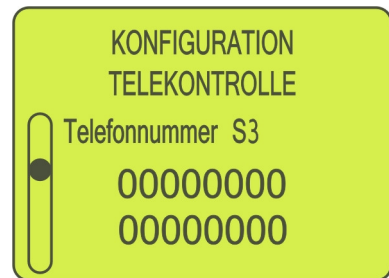 KONFIGURATION
TELEKONTROLLE
Telefonnummer S3
00000000
00000000